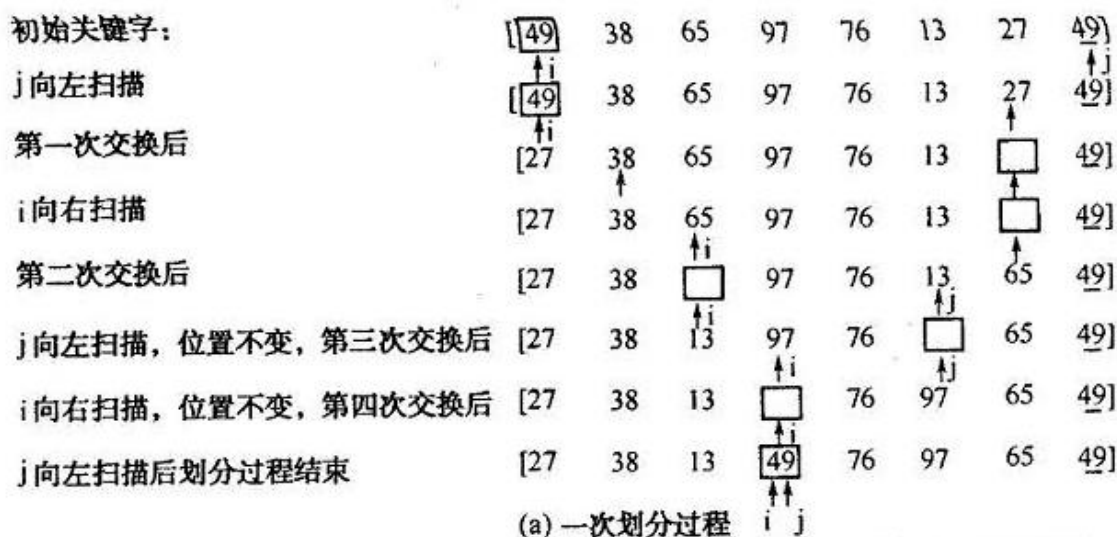 初始关键字： [49 38 65 97 76 13 27 49]
i j
j向左扫描 [49 38 65 97 76 13 27 49]
i
第一次交换后 [27 38 65 97 76 13 49]
i向右扫描 [27 38 65 97 76 13 49]
i
第二次交换后 [27 38 97 76 13 65 49]
i j
j向左扫描，位置不变，第三次交换后 [27 38 13 97 76 65 49]
i j
i向右扫描，位置不变，第四次交换后 [27 38 13 76 97 65 49]
i
j向左扫描后划分过程结束 [27 38 13 49 76 97 65 49]
(a) 一次划分过程 i j